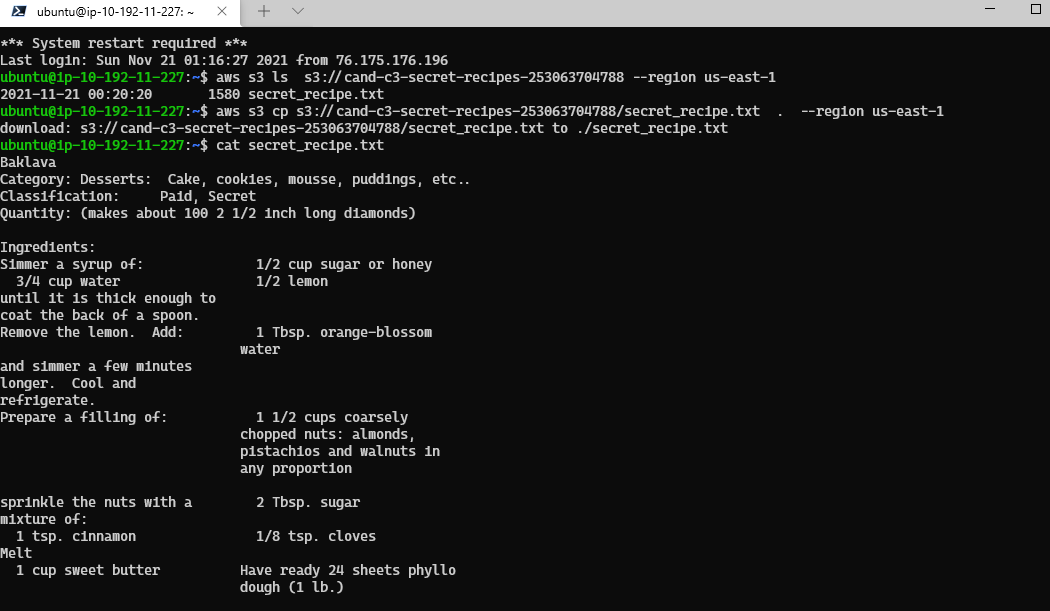 ubuntu@ip-10-192-11-227: ~
*** System restart required ***
Last login: Sun Nov 21 01:16:27 2021 from 76.175.176.196
ubuntu@ip-10-192-11-227:~$ aws s3 ls  s3://cand-c3-secret-recipes-253063704788 --region us-east-1
2021-11-21 00:20:20       1580 secret_recipe.txt
ubuntu@ip-10-192-11-227:~$ aws s3 cp s3://cand-c3-secret-recipes-253063704788/secret_recipe.txt  .  --region us-east-1
download: s3://cand-c3-secret-recipes-253063704788/secret_recipe.txt to ./secret_recipe.txt
ubuntu@ip-10-192-11-227:~$ cat secret_recipe.txt
Baklava
Category: Desserts:  Cake, cookies, mousse, puddings, etc..
Classification:     Paid, Secret
Quantity: (makes about 100 2 1/2 inch long diamonds)
Ingredients:
Simmer a syrup of:              1/2 cup sugar or honey
  3/4 cup water                 1/2 lemon
until it is thick enough to
coat the back of a spoon.
Remove the lemon.  Add:         1 Tbsp. orange-blossom
                              water
and simmer a few minutes
longer.  Cool and
refrigerate.
Prepare a filling of:           1 1/2 cups coarsely
                              chopped nuts: almonds,
                              pistachios and walnuts in
                              any proportion
sprinkle the nuts with a        2 Tbsp. sugar
mixture of:
  1 tsp. cinnamon               1/8 tsp. cloves
Melt
  1 cup sweet butter          Have ready 24 sheets phyllo
                              dough (1 lb.)